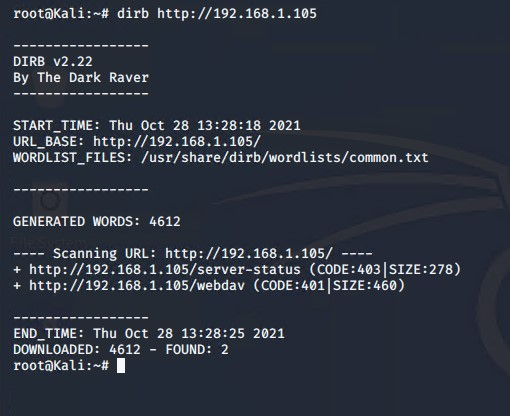 root@Kali:~# dirb http://192.168.1.105
-----------------
DIRB v2.22
By The Dark Raver
-----------------
START_TIME: Thu Oct 28 13:28:18 2021
URL_BASE: http://192.168.1.105/
WORDLIST_FILES: /usr/share/dirb/wordlists/common.txt
-----------------
GENERATED WORDS: 4612
---- Scanning URL: http://192.168.1.105/ ----
+ http://192.168.1.105/server-status (CODE:403|SIZE:278)
+ http://192.168.1.105/webdav (CODE:401|SIZE:460)
-----------------
END_TIME: Thu Oct 28 13:28:25 2021
DOWNLOADED: 4612 - FOUND: 2
root@Kali:~#